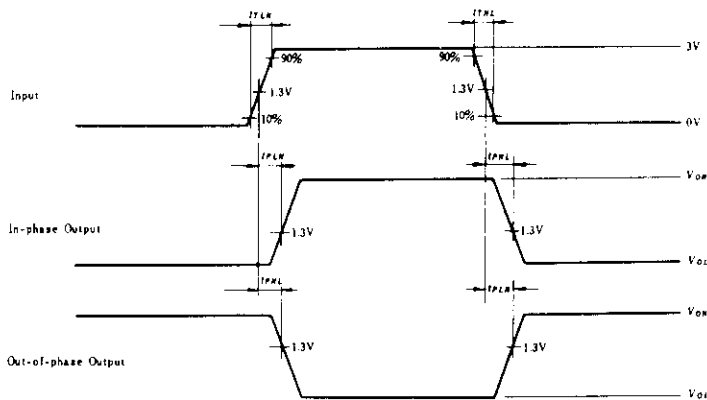 tTLH
tTHL
3V
90%
90%
Input
1.3V
1.3V
10%
10%
0V
tPLH
tPHL
VOH
In-phase Output
1.3V
1.3V
VOL
tPHL
tPLH
VOH
1.3V
1.3V
Out-of-phase Output
VOL